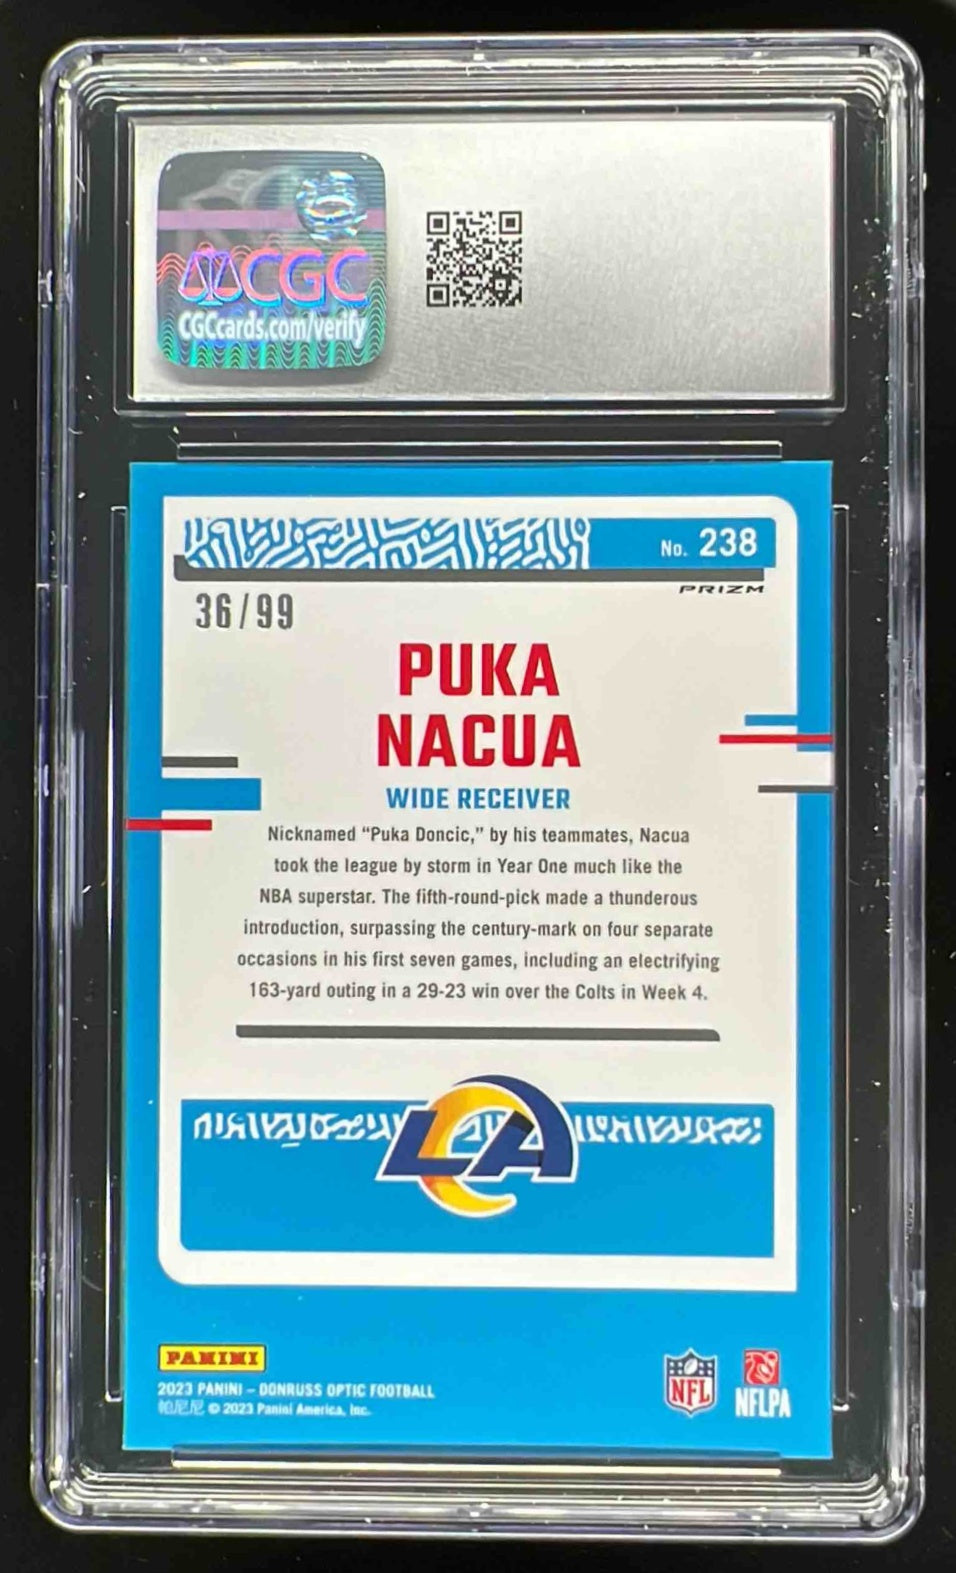 CGC
CGCcards.com/verify
No. 238
PRIZM
36/99
PUKA
NACUA
WIDE RECEIVER
Nicknamed “Puka Doncic,” by his teammates, Nacua
took the league by storm in Year One much like the
NBA superstar. The fifth-round-pick made a thunderous
introduction, surpassing the century-mark on four separate
occasions in his first seven games, including an electrifying
163-yard outing in a 29-23 win over the Colts in Week 4.
LA
PANINI
2023 PANINI – DONRUSS OPTIC FOOTBALL
帕尼尼 © 2023 Panini America, Inc.
NFL
NFLPA